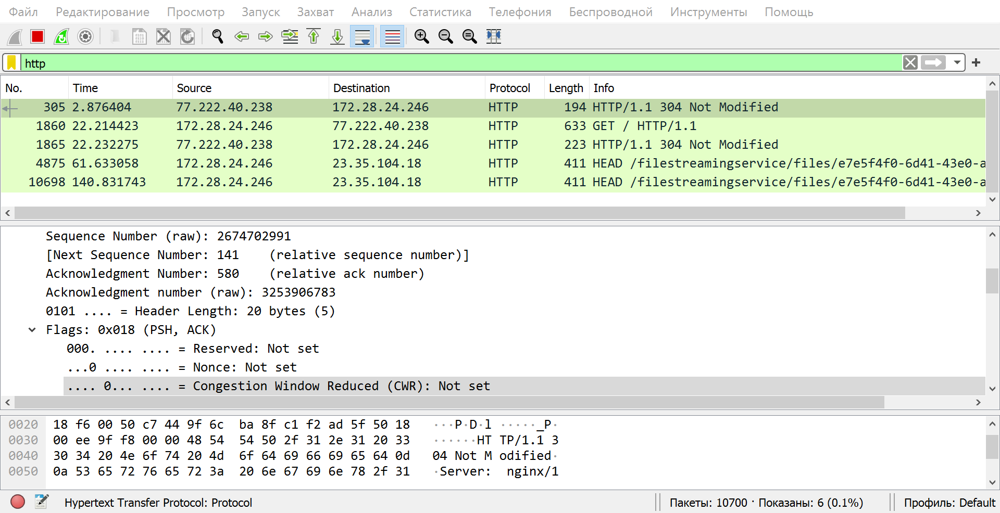 Файл Редактирование Просмотр Запуск Захват Анализ Статистика Телефония Беспроводной Инструменты Помощь
http
No. Time Source Destination Protocol Length Info
305 2.876404 77.222.40.238 172.28.24.246 HTTP 194 HTTP/1.1 304 Not Modified
1860 22.214423 172.28.24.246 77.222.40.238 HTTP 633 GET / HTTP/1.1
1865 22.232275 77.222.40.238 172.28.24.246 HTTP 223 HTTP/1.1 304 Not Modified
4875 61.633058 172.28.24.246 23.35.104.18 HTTP 411 HEAD /filestreamingservice/files/e7e5f4f0-6d41-43e0-a
10698 140.831743 172.28.24.246 23.35.104.18 HTTP 411 HEAD /filestreamingservice/files/e7e5f4f0-6d41-43e0-a
Sequence Number (raw): 2674702991
[Next Sequence Number: 141    (relative sequence number)]
Acknowledgment Number: 580    (relative ack number)
Acknowledgment number (raw): 3253906783
0101 .... = Header Length: 20 bytes (5)
Flags: 0x018 (PSH, ACK)
000. .... .... = Reserved: Not set
...0 .... .... = Nonce: Not set
.... 0... .... = Congestion Window Reduced (CWR): Not set
0020 18 f6 00 50 c7 44 9f 6c  ba 8f c1 f2 ad 5f 50 18 ···P·D·l ·····_P·
0030 00 ee 9f f8 00 00 48 54  54 50 2f 31 2e 31 20 33 ······HT TP/1.1 3
0040 30 34 20 4e 6f 74 20 4d  6f 64 69 66 69 65 64 0d 04 Not M odified·
0050 0a 53 65 72 76 65 72 3a  20 6e 67 69 6e 78 2f 31 ·Server:  nginx/1
Hypertext Transfer Protocol: Protocol Пакеты: 10700 · Показаны: 6 (0.1%) Профиль: Default